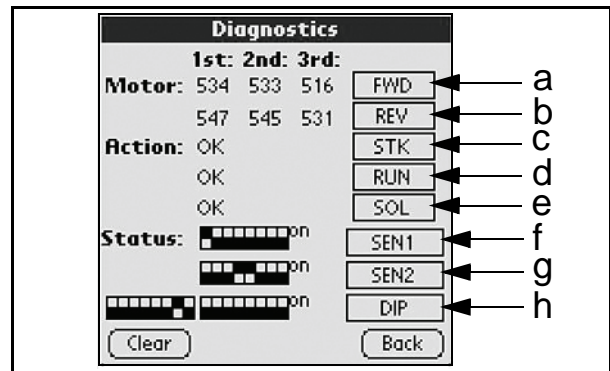 Diagnostics
1st: 2nd: 3rd:
Motor: 534 533 516 FWD a
547 545 531 REV b
Action: OK STK c
OK RUN d
OK SOL e
Status: on SEN1 f
on SEN2 g
on DIP h
Clear Back